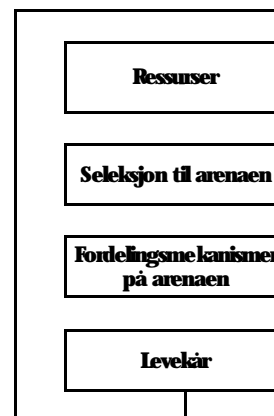 Ressurser
Seleksjon til arenaen
Fordelingsmekanismer
på arenaen
Levekår